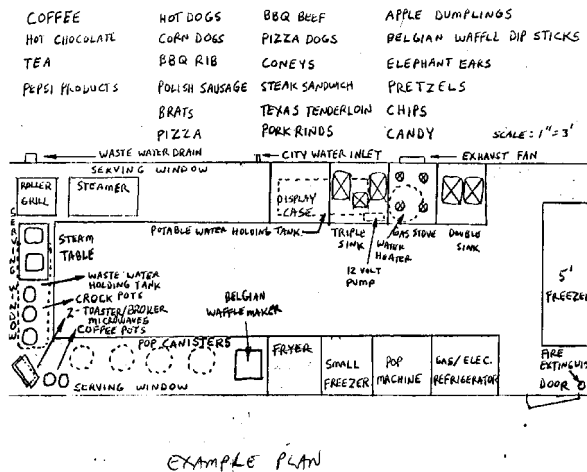 COFFEE HOT DOGS BBQ BEEF APPLE DUMPLINGS
HOT CHOCOLATE CORN DOGS PIZZA DOGS BELGIAN WAFFLE DIP STICKS
TEA BBQ RIB CONEYS ELEPHANT EARS
PEPSI PRODUCTS POLISH SAUSAGE STEAK SANDWICH PRETZELS
BRATS TEXAS TENDERLOIN CHIPS
PIZZA PORK RINDS CANDY SCALE: 1"=3'
WASTE WATER DRAIN CITY WATER INLET EXHAUST FAN
SERVING WINDOW
ROLLER
GRILL
STEAMER
DISPLAY
CASE
POTABLE WATER HOLDING TANK
TRIPLE
SINK
GAS STOVE
WATER
HEATER
DOUBLE
SINK
12 VOLT
PUMP
SERVING WINDOW
STEAM
TABLE
WASTE WATER
HOLDING TANK
CROCK POTS
2-TOASTER/BROILER
MICROWAVES
COFFEE POTS
POP CANISTERS
BELGIAN
WAFFLE MAKER
SERVING WINDOW
FRYER
SMALL
FREEZER
POP
MACHINE
GAS/ELEC.
REFRIGERATOR
5'
FREEZER
FIRE
EXTINGUIS
DOOR
EXAMPLE PLAN